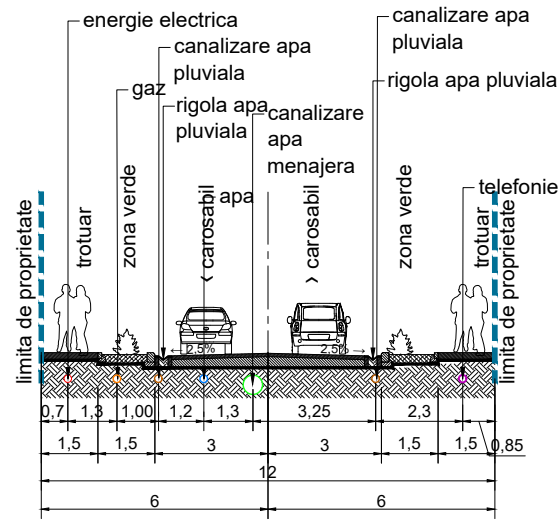 energie electrica
canalizare apa
pluviala
gaz
rigola apa
pluviala
canalizare
apa
menajera
canalizare apa
pluviala
rigola apa pluviala
telefonie
limita de proprietate
trotuar
zona verde
< carosabil
apa
carosabil >
zona verde
trotuar
limita de proprietate
2.5%
2.5%
0,7 1,3 1,00 1,2 1,3 3,25 2,3 0,85
1,5 1,5 3 3 1,5 1,5
12
6 6